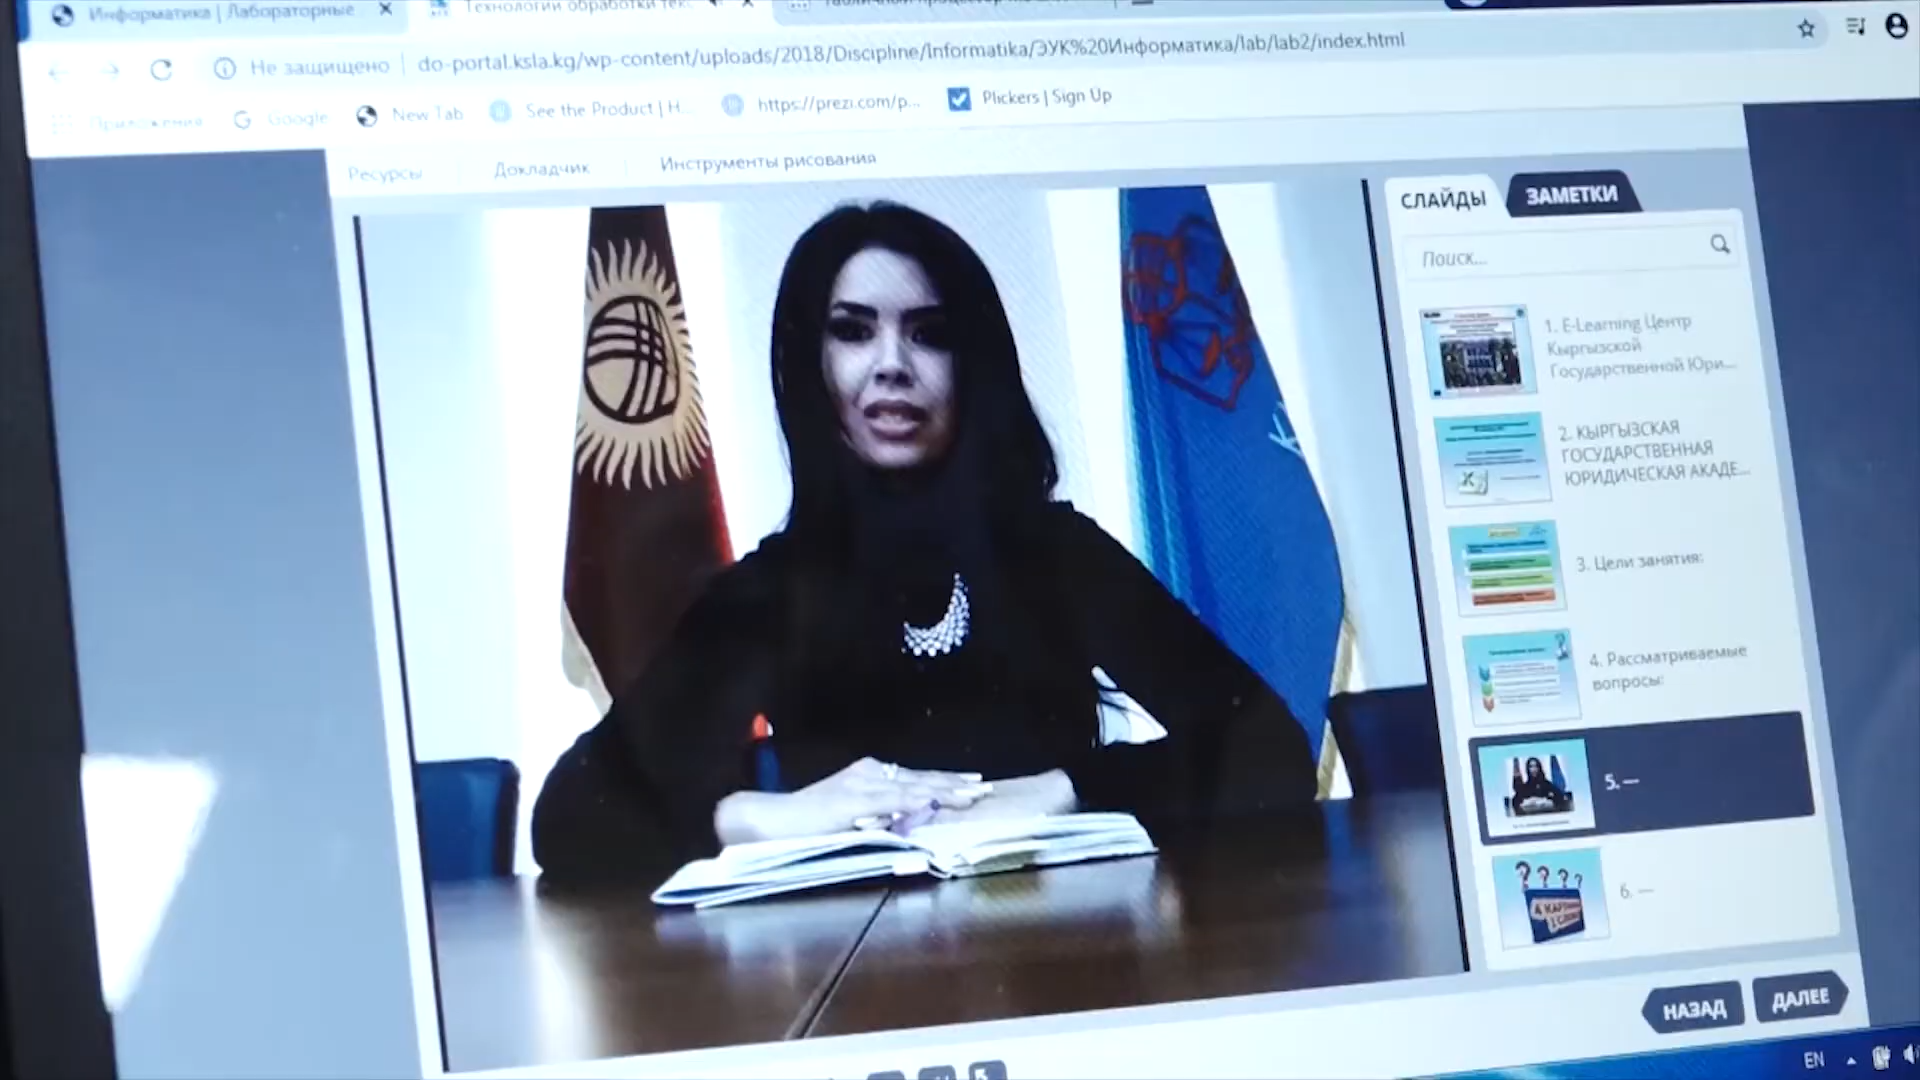 Информатика | Лабораторные
Технологии обработки тек
Не защищено
do-portal.ksla.kg/wp-content/uploads/2018/Discipline/Informatika/ЭУК%20Информатика/lab/lab2/index.html
Приложения
Google
New Tab
See the Product | H...
https://prezi.com/p...
Plickers | Sign Up
Ресурсы
Докладчик
Инструменты рисования
СЛАЙДЫ
ЗАМЕТКИ
Поиск...
1. E-Learning Центр
Кыргызской
Государственной Юри...
2. КЫРГЫЗСКАЯ
ГОСУДАРСТВЕННАЯ
ЮРИДИЧЕСКАЯ АКАДЕ...
3. Цели занятия:
4. Рассматриваемые
вопросы:
5. —
6. —
НАЗАД
ДАЛЕЕ
EN